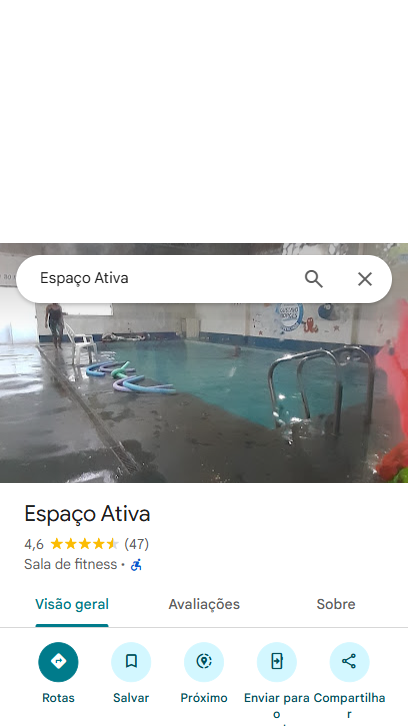 Espaço Ativa
Espaço Ativa
4,6 (47)
Sala de fitness ·
Visão geral Avaliações Sobre
Rotas Salvar Próximo Enviar para o Compartilhar